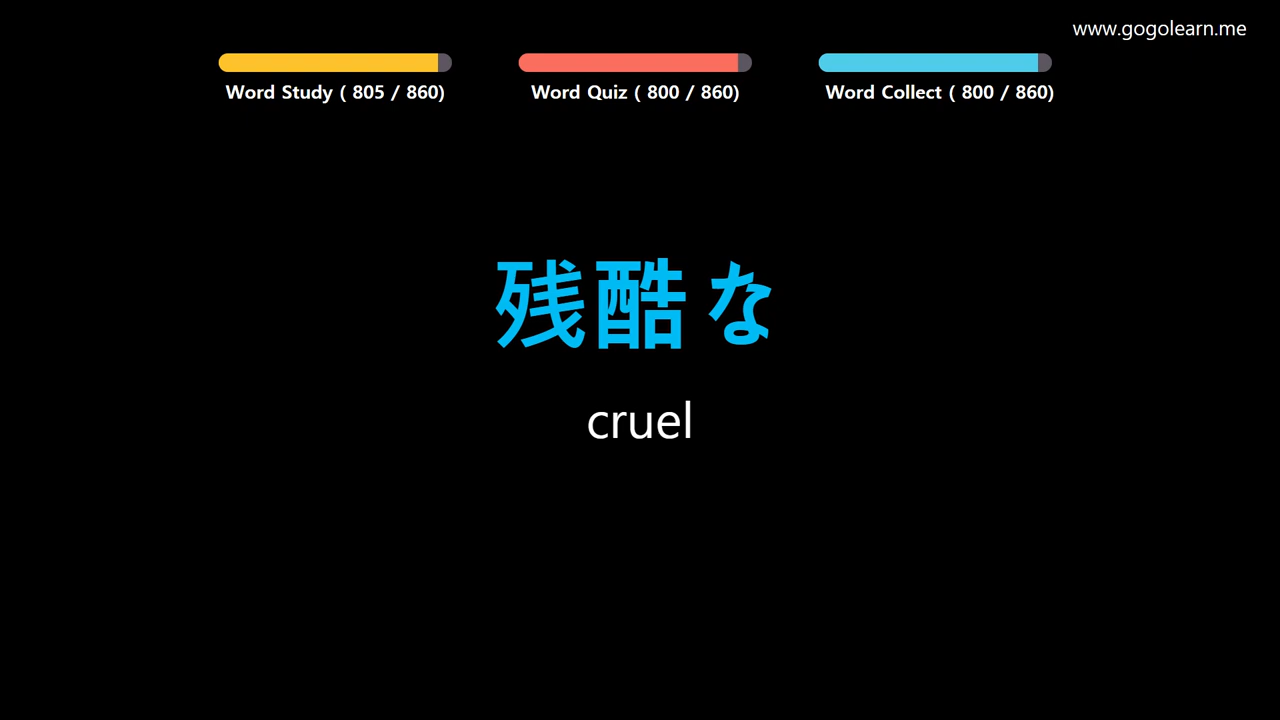 www.gogolearn.me
Word Study ( 805 / 860)
Word Quiz ( 800 / 860)
Word Collect ( 800 / 860)
残酷な
cruel